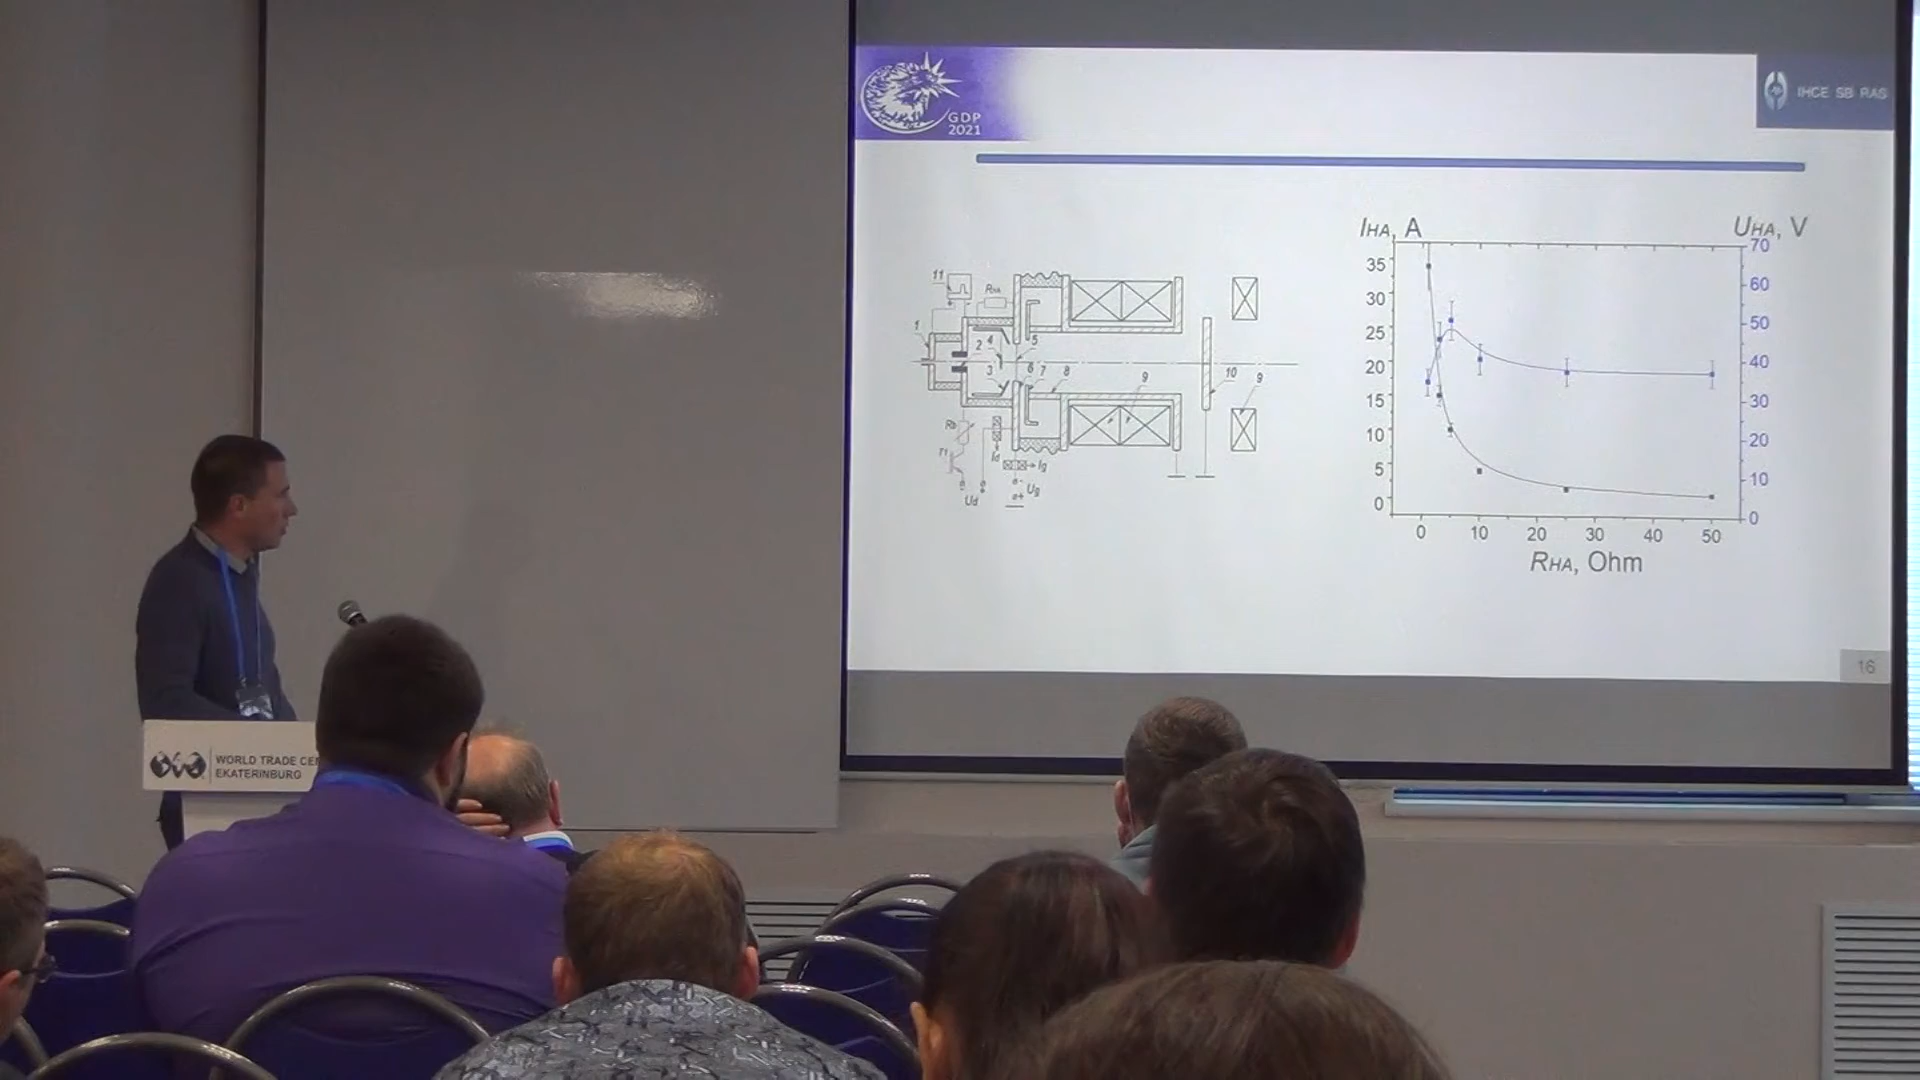 GDP
2021
IHCE SB RAS
IHA, A
UHA, V
35
30
25
20
15
10
5
0
70
60
50
40
30
20
10
0
0 10 20 30 40 50
RHA, Ohm
11
RHA
1
2
4
5
3
6
7
8
9
10
9
Rb
T1
Id
Ig
Ud
Ug
16
WORLD TRADE CE
EKATERINBURG